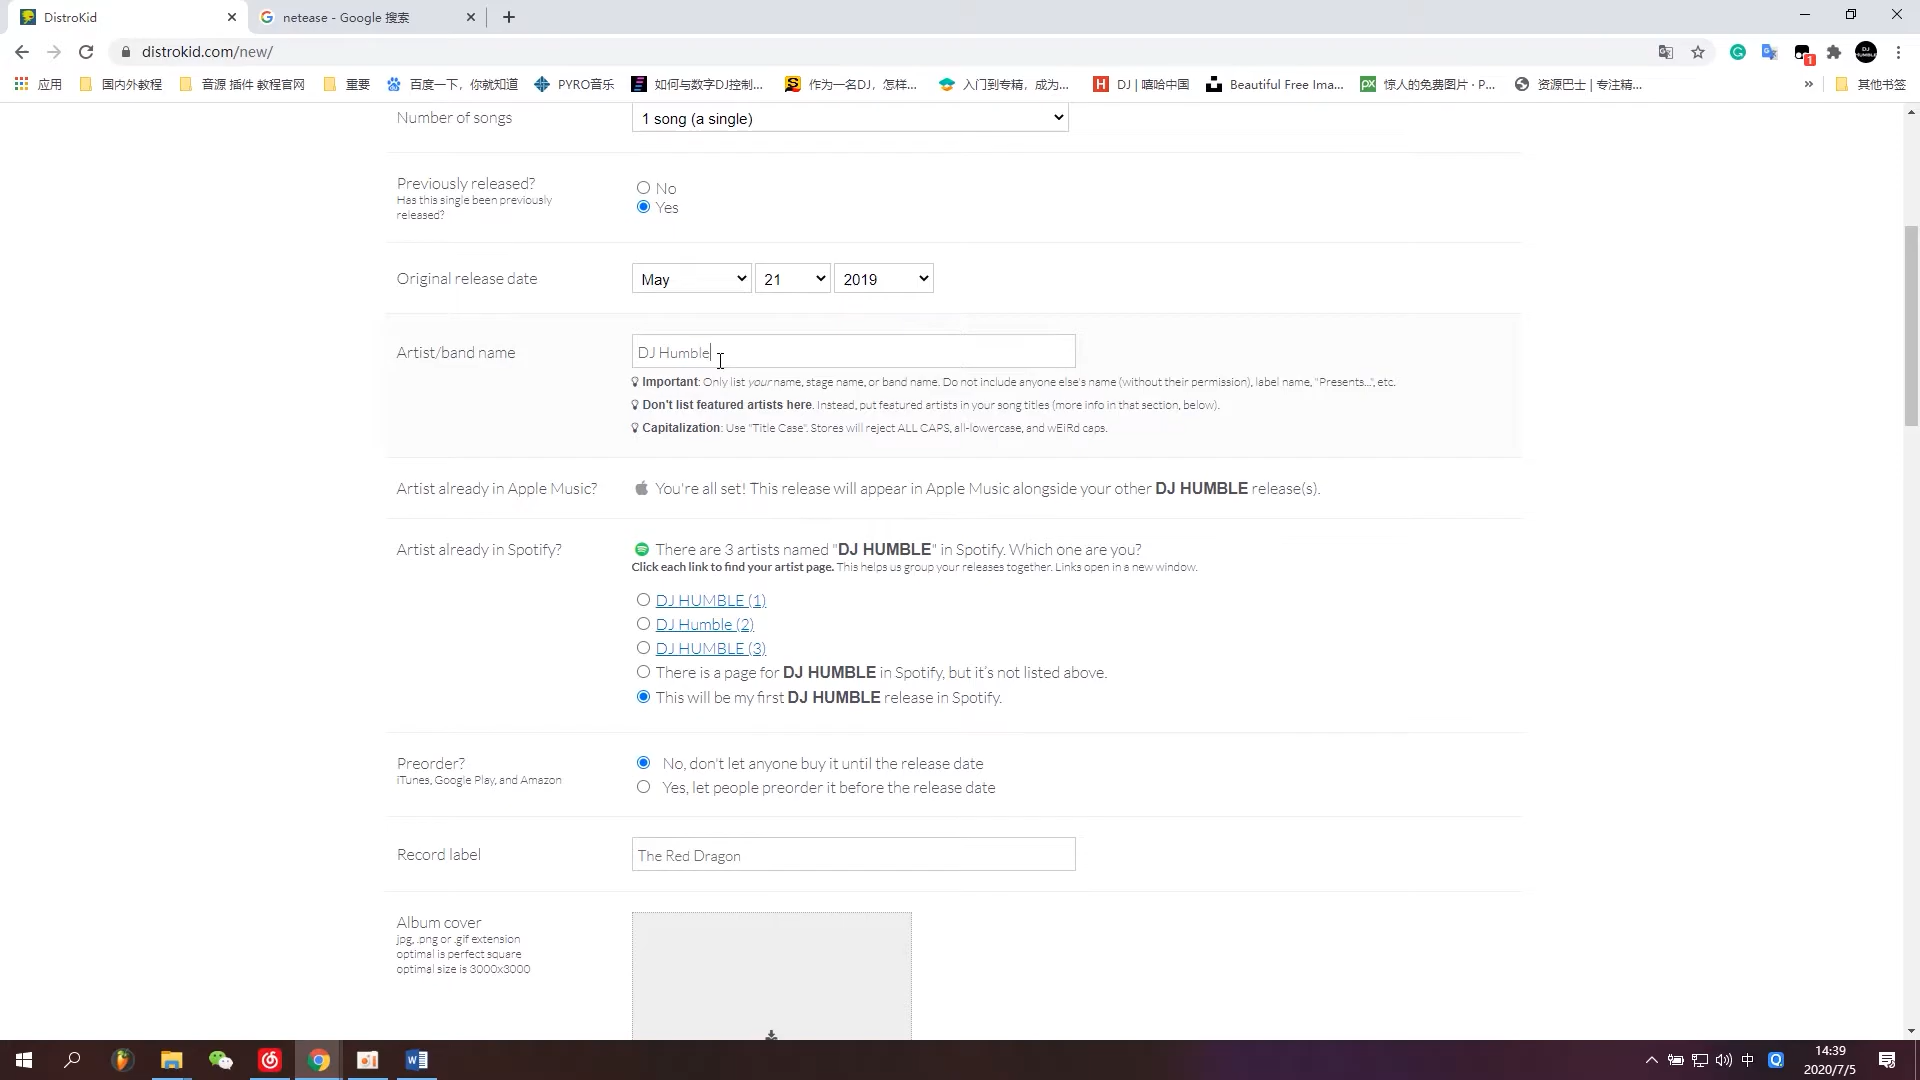 DistroKid
netease - Google 搜索
distrokid.com/new/
应用
国内外教程
音源 插件 教程官网
重要
百度一下，你就知道
PYRO音乐
如何与数字DJ控制...
作为一名DJ，怎样...
入门到专精，成为...
DJ | 嘻哈中国
Beautiful Free Ima...
惊人的免费图片 · P...
资源巴士 | 专注精...
»
其他书签
Number of songs
1 song (a single)
Previously released?
Has this single been previously
released?
No
Yes
Original release date
May
21
2019
Artist/band name
DJ Humble
Important: Only list your name, stage name, or band name. Do not include anyone else's name (without their permission), label name, "Presents...", etc.
Don't list featured artists here. Instead, put featured artists in your song titles (more info in that section, below).
Capitalization: Use "Title Case". Stores will reject ALL CAPS, all-lowercase, and wEiRd caps.
Artist already in Apple Music?
You're all set! This release will appear in Apple Music alongside your other DJ HUMBLE release(s).
Artist already in Spotify?
There are 3 artists named "DJ HUMBLE" in Spotify. Which one are you?
Click each link to find your artist page. This helps us group your releases together. Links open in a new window.
DJ HUMBLE (1)
DJ Humble (2)
DJ HUMBLE (3)
There is a page for DJ HUMBLE in Spotify, but it's not listed above.
This will be my first DJ HUMBLE release in Spotify.
Preorder?
iTunes, Google Play, and Amazon
No, don't let anyone buy it until the release date
Yes, let people preorder it before the release date
Record label
The Red Dragon
Album cover
jpg, .png or .gif extension
optimal is perfect square
optimal size is 3000x3000
中
14:39
2020/7/5